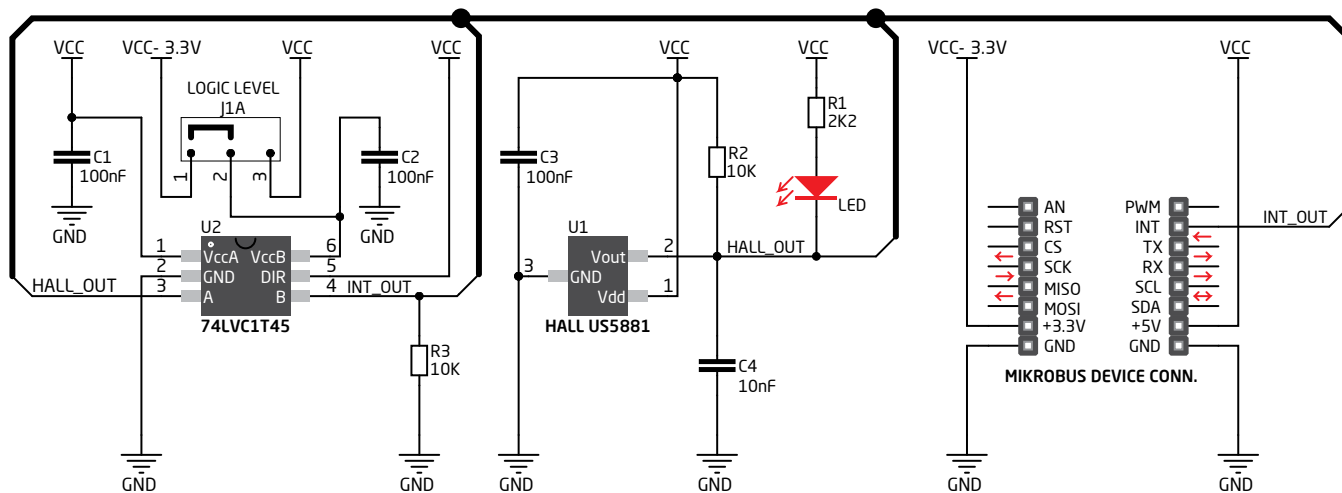 VCC
VCC- 3.3V
VCC
VCC
LOGIC LEVEL
J1A
C1
100nF
1
2
3
C2
100nF
GND
GND
U2
1
2
3
VccA
GND
A
VccB
DIR
B
6
5
4
HALL_OUT
INT_OUT
74LVC1T45
R3
10K
GND
GND
VCC
VCC
R1
2K2
R2
10K
C3
100nF
LED
U1
Vout
GND
Vdd
2
3
1
HALL_OUT
HALL US5881
C4
10nF
GND
GND
VCC- 3.3V
VCC
AN
RST
CS
SCK
MISO
MOSI
+3.3V
GND
PWM
INT
TX
RX
SCL
SDA
+5V
GND
INT_OUT
MIKROBUS DEVICE CONN.
GND
GND